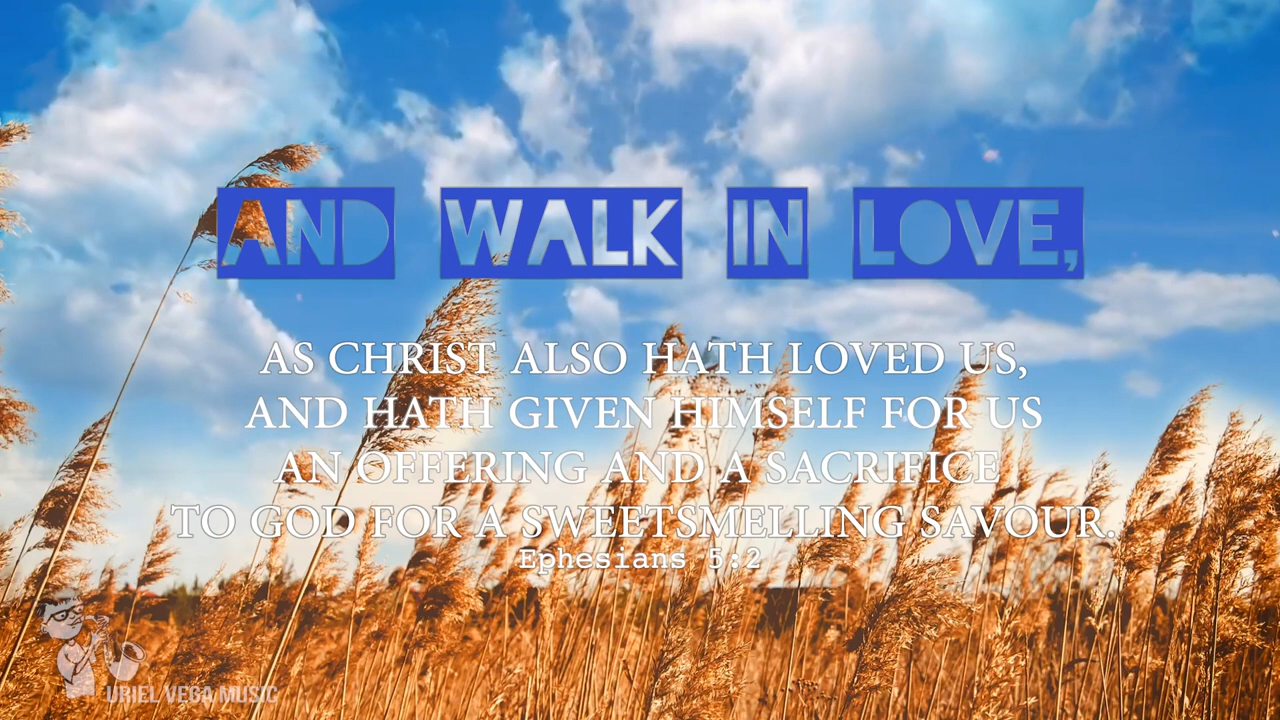 AND WALK IN LOVE,
AS CHRIST ALSO HATH LOVED US,
AND HATH GIVEN HIMSELF FOR US
AN OFFERING AND A SACRIFICE
TO GOD FOR A SWEETSMELLING SAVOUR.
Ephesians 5:2
URIEL VEGA MUSIC